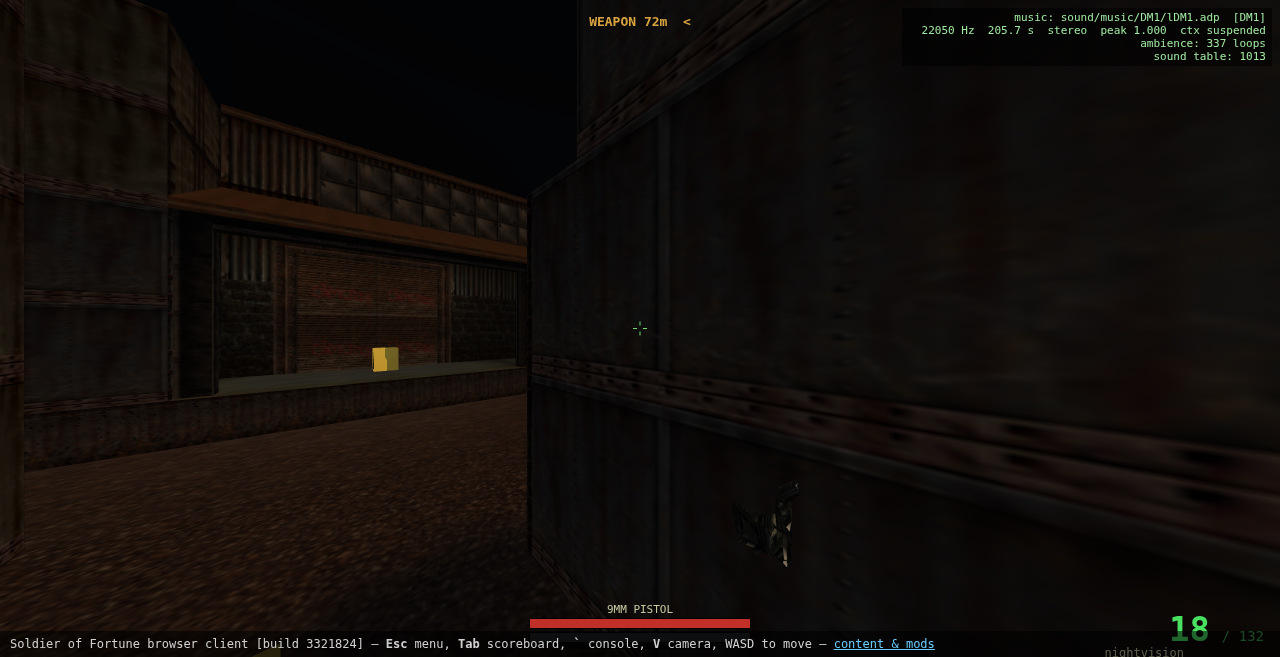 WEAPON 72m <
music: sound/music/DM1/lDM1.adp [DM1]
22050 Hz 205.7 s stereo peak 1.000 ctx suspended
ambience: 337 loops
sound table: 1013
9MM PISTOL
18 / 132
Soldier of Fortune browser client [build 3321824] — Esc menu, Tab scoreboard, ` console, V camera, WASD to move — content & mods
nightvision